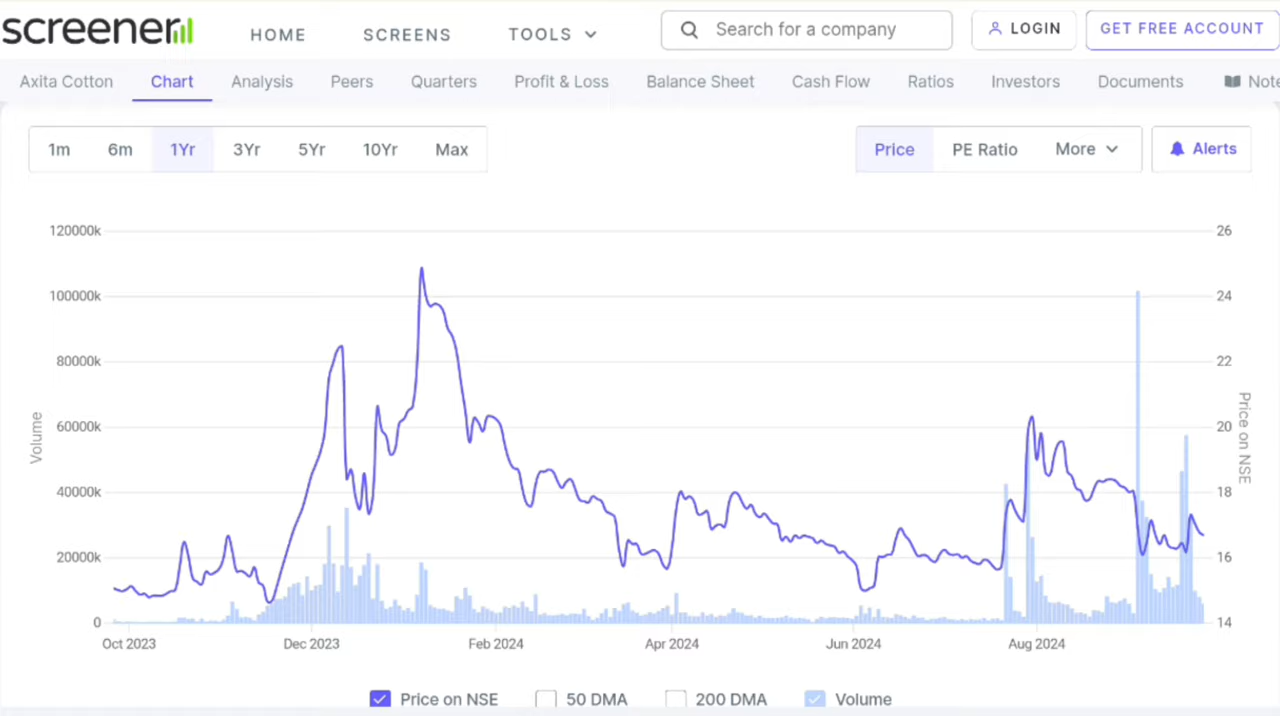 screener HOME SCREENS TOOLS Search for a company LOGIN GET FREE ACCOUNT
Axita Cotton Chart Analysis Peers Quarters Profit & Loss Balance Sheet Cash Flow Ratios Investors Documents
1m 6m 1Yr 3Yr 5Yr 10Yr Max Price PE Ratio More Alerts
120000k 26
100000k 24
80000k 22
60000k 20
40000k 18
20000k 16
0 14
Volume
Price on NSE
Oct 2023 Dec 2023 Feb 2024 Apr 2024 Jun 2024 Aug 2024
Price on NSE 50 DMA 200 DMA Volume